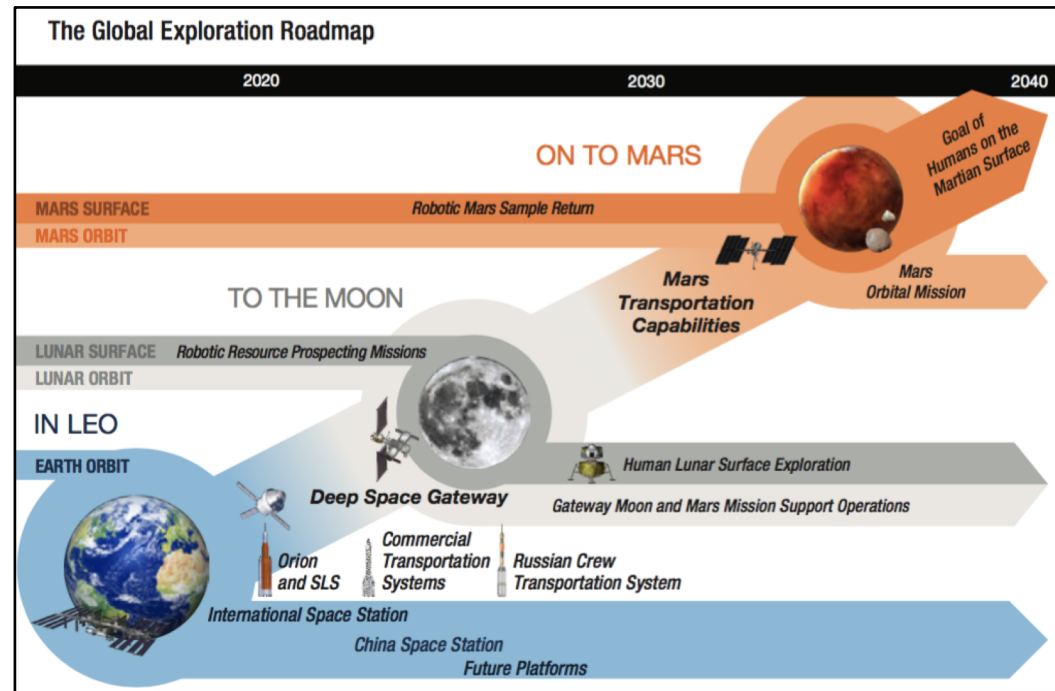 The Global Exploration Roadmap
2020
2030
2040
ON TO MARS
Goal of
Humans on the
Martian Surface
MARS SURFACE
Robotic Mars Sample Return
MARS ORBIT
Mars
Orbital Mission
Mars
Transportation
Capabilities
TO THE MOON
LUNAR SURFACE
Robotic Resource Prospecting Missions
LUNAR ORBIT
IN LEO
EARTH ORBIT
Human Lunar Surface Exploration
Deep Space Gateway
Gateway Moon and Mars Mission Support Operations
Orion
and SLS
Commercial
Transportation
Systems
Russian Crew
Transportation System
International Space Station
China Space Station
Future Platforms